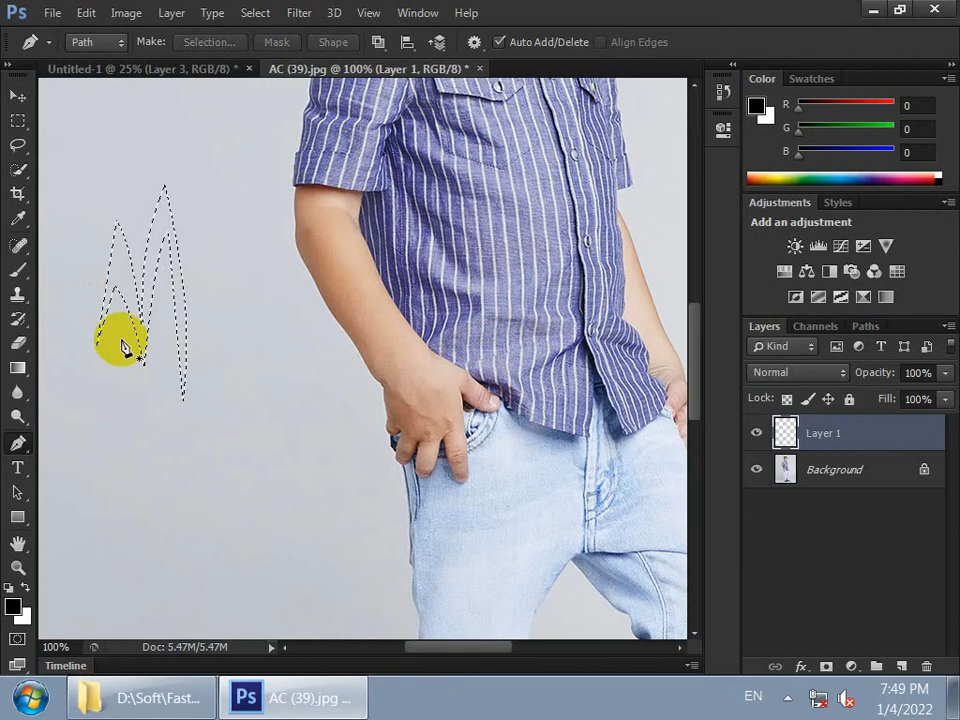 Ps File Edit Image Layer Type Select Filter 3D View Window Help
Path Make: Selection... Mask Shape Auto Add/Delete Align Edges
Untitled-1 @ 25% (Layer 3, RGB/8) * × AC (39).jpg @ 100% (Layer 1, RGB/8) * ×
Color Swatches
R 0
G 0
B 0
Adjustments Styles
Add an adjustment
Layers Channels Paths
Kind
Normal Opacity: 100%
Lock: Fill: 100%
Layer 1
Background
100% Doc: 5.47M/5.47M
Timeline
D:\Soft\Fast... Ps AC (39).jpg ... EN 7:49 PM
1/4/2022